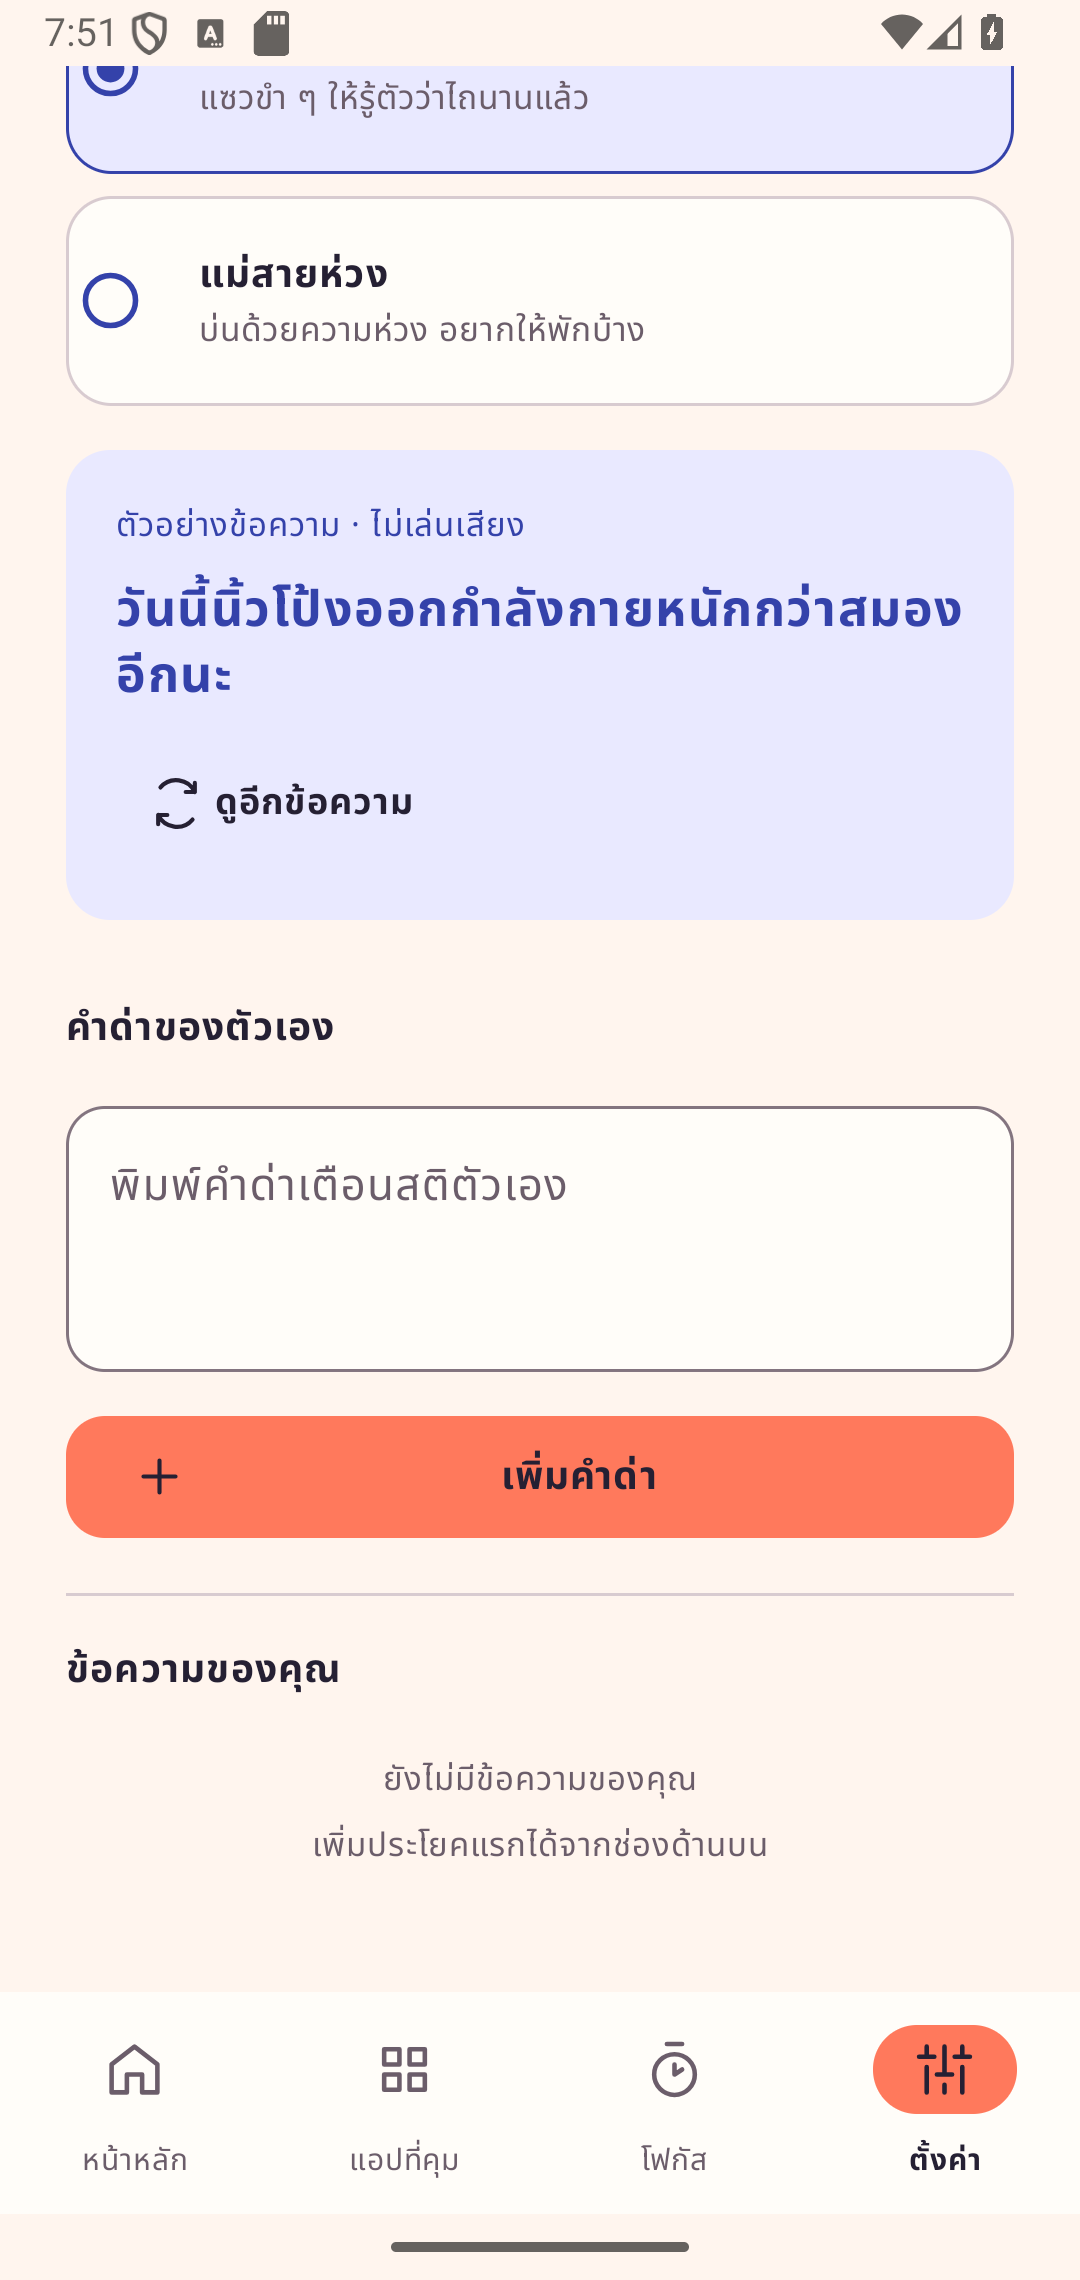 7:51
แซวขำ ๆ ให้รู้ตัวว่าไถนานแล้ว
แม่สายห่วง
บ่นด้วยความห่วง อยากให้พักบ้าง
ตัวอย่างข้อความ · ไม่เล่นเสียง
วันนี้นิ้วโป้งออกกำลังกายหนักกว่าสมอง
อีกนะ
ดูอีกข้อความ
คำด่าของตัวเอง
พิมพ์คำด่าเตือนสติตัวเอง
เพิ่มคำด่า
ข้อความของคุณ
ยังไม่มีข้อความของคุณ
เพิ่มประโยคแรกได้จากช่องด้านบน
หน้าหลัก
แอปที่คุม
โฟกัส
ตั้งค่า